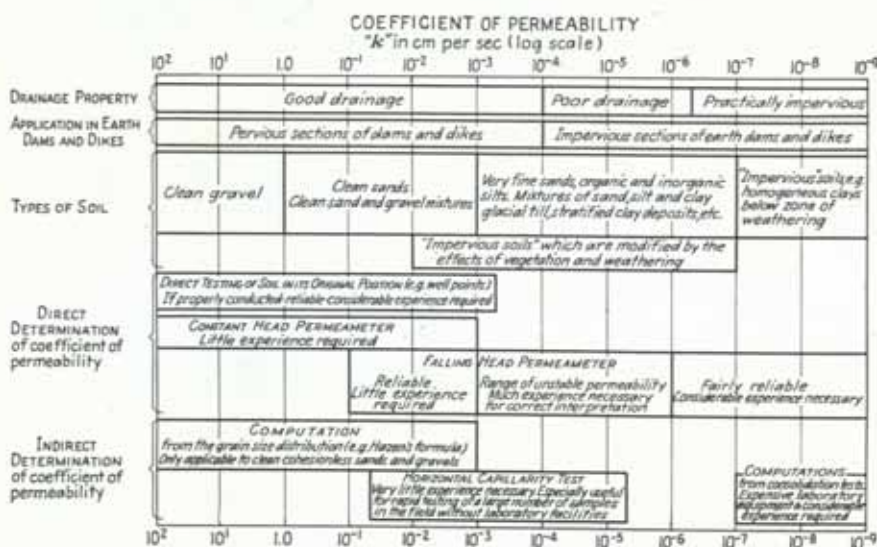 COEFFICIENT OF PERMEABILITY
"k" in cm per sec (log scale)
10² 10¹ 1.0 10⁻¹ 10⁻² 10⁻³ 10⁻⁴ 10⁻⁵ 10⁻⁶ 10⁻⁷ 10⁻⁸ 10⁻⁹
DRAINAGE PROPERTY
Good drainage
Poor drainage
Practically impervious
APPLICATION IN EARTH
DAMS AND DIKES
Pervious sections of dams and dikes
Impervious sections of earth dams and dikes
TYPES OF SOIL
Clean gravel
Clean sands
Clean sand and gravel mixtures
Very fine sands, organic and inorganic
silts. Mixtures of sand, silt and clay
glacial till, stratified clay deposits, etc.
"Impervious" soils, e.g.
homogeneous clays
below zone of
weathering
"Impervious soils" which are modified by the
effects of vegetation and weathering
DIRECT
DETERMINATION
of coefficient of
permeability
DIRECT TESTING OF SOIL IN ITS ORIGINAL POSITION (e.g. well points)
If properly conducted-reliable-considerable experience required
CONSTANT HEAD PERMEAMETER
Little experience required
FALLING HEAD PERMEAMETER
Reliable
Little experience
required
Range of unstable permeability
Much experience necessary
for correct interpretation
Fairly reliable
Considerable experience necessary
INDIRECT
DETERMINATION
of coefficient of
permeability
COMPUTATION
from the grain size distribution (e.g. Hazen's formula)
Only applicable to clean cohesionless sands and gravels
HORIZONTAL CAPILLARITY TEST
Very little experience necessary Especially useful
for rapid testing of a large number of samples
in the field without laboratory facilities
COMPUTATIONS
from consolidation tests
Expensive laboratory
equipment & considerable
experience required
10² 10¹ 1.0 10⁻¹ 10⁻² 10⁻³ 10⁻⁴ 10⁻⁵ 10⁻⁶ 10⁻⁷ 10⁻⁸ 10⁻⁹